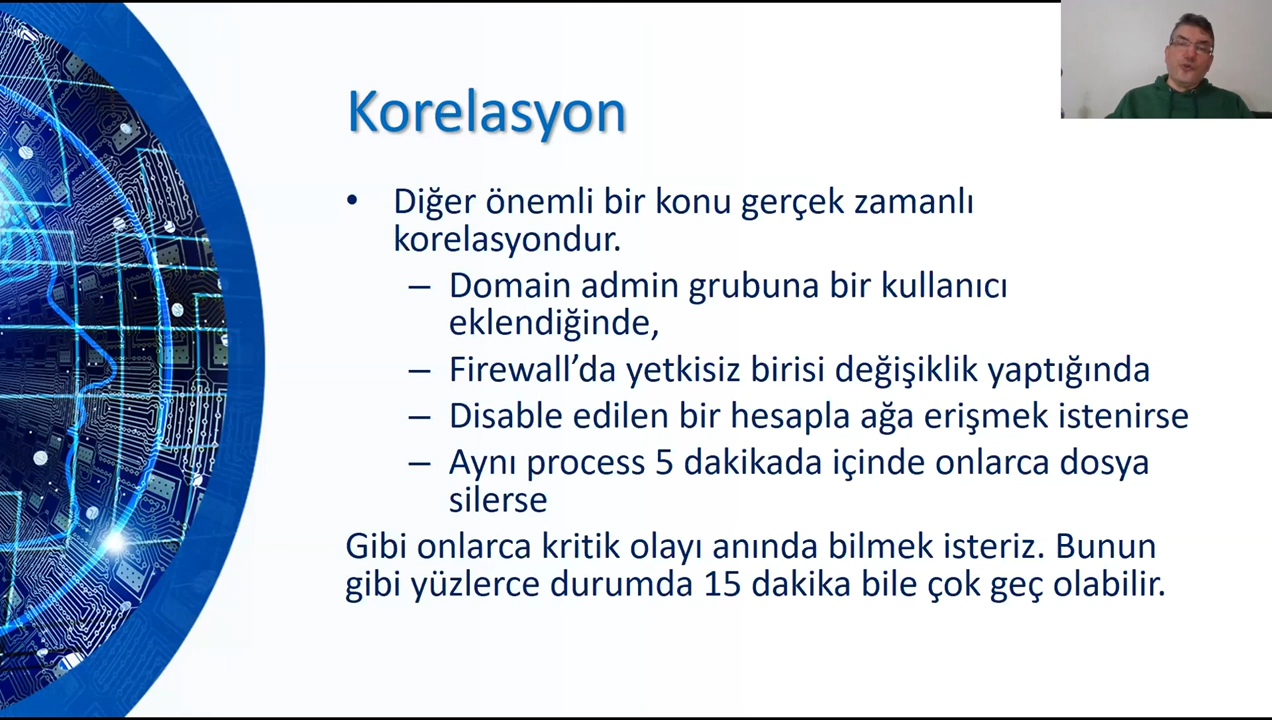 Korelasyon
• Diğer önemli bir konu gerçek zamanlı
korelasyondur.
– Domain admin grubuna bir kullanıcı
eklendiğinde,
– Firewall’da yetkisiz birisi değişiklik yaptığında
– Disable edilen bir hesapla ağa erişmek istenirse
– Aynı process 5 dakikada içinde onlarca dosya
silerse
Gibi onlarca kritik olayı anında bilmek isteriz. Bunun
gibi yüzlerce durumda 15 dakika bile çok geç olabilir.